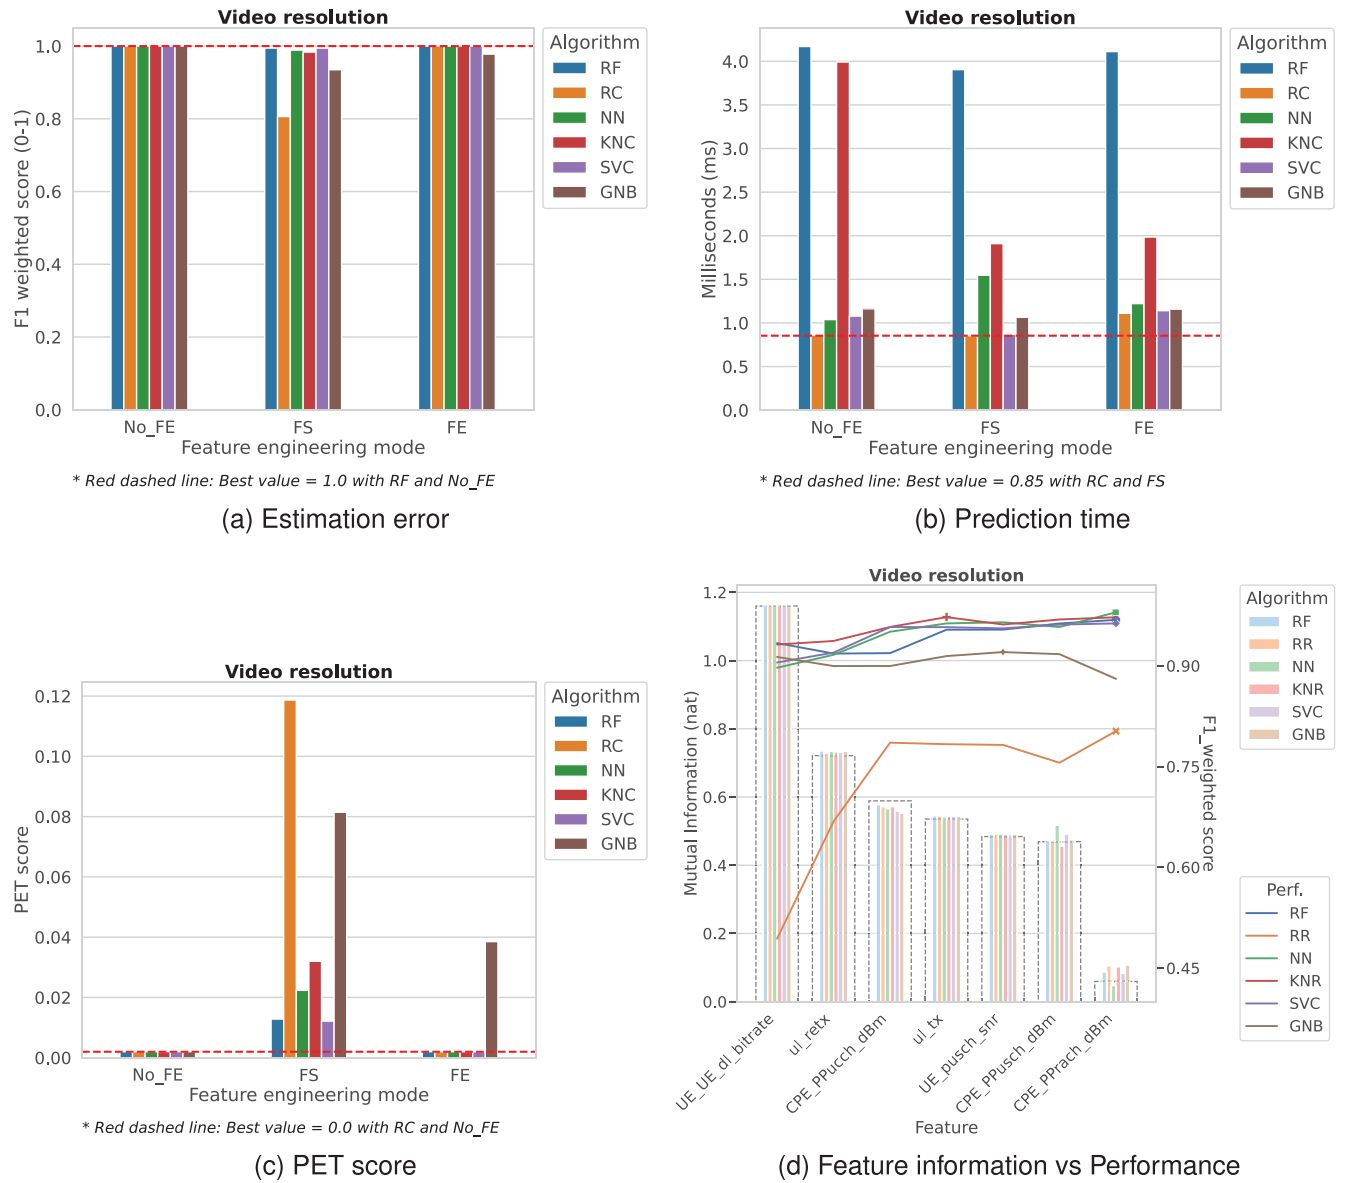 Video resolution
F1 weighted score (0-1)
1.0
0.8
0.6
0.4
0.2
0.0
No_FE
FS
FE
Feature engineering mode
Algorithm
RF
RC
NN
KNC
SVC
GNB
* Red dashed line: Best value = 1.0 with RF and No_FE
(a) Estimation error
Video resolution
Milliseconds (ms)
4.0
3.5
3.0
2.5
2.0
1.5
1.0
0.5
0.0
No_FE
FS
FE
Feature engineering mode
Algorithm
RF
RC
NN
KNC
SVC
GNB
* Red dashed line: Best value = 0.85 with RC and FS
(b) Prediction time
Video resolution
PET score
0.12
0.10
0.08
0.06
0.04
0.02
0.00
No_FE
FS
FE
Feature engineering mode
Algorithm
RF
RC
NN
KNC
SVC
GNB
* Red dashed line: Best value = 0.0 with RC and No_FE
(c) PET score
Video resolution
Mutual Information (nat)
1.2
1.0
0.8
0.6
0.4
0.2
0.0
0.90
0.75
0.60
0.45
F1_weighted score
UE_UE_dl_bitrate
ul_retx
CPE_PPucch_dBm
ul_tx
UE_pusch_snr
CPE_PPusch_dBm
CPE_PPrach_dBm
Feature
Algorithm
RF
RR
NN
KNR
SVC
GNB
Perf.
RF
RR
NN
KNR
SVC
GNB
(d) Feature information vs Performance